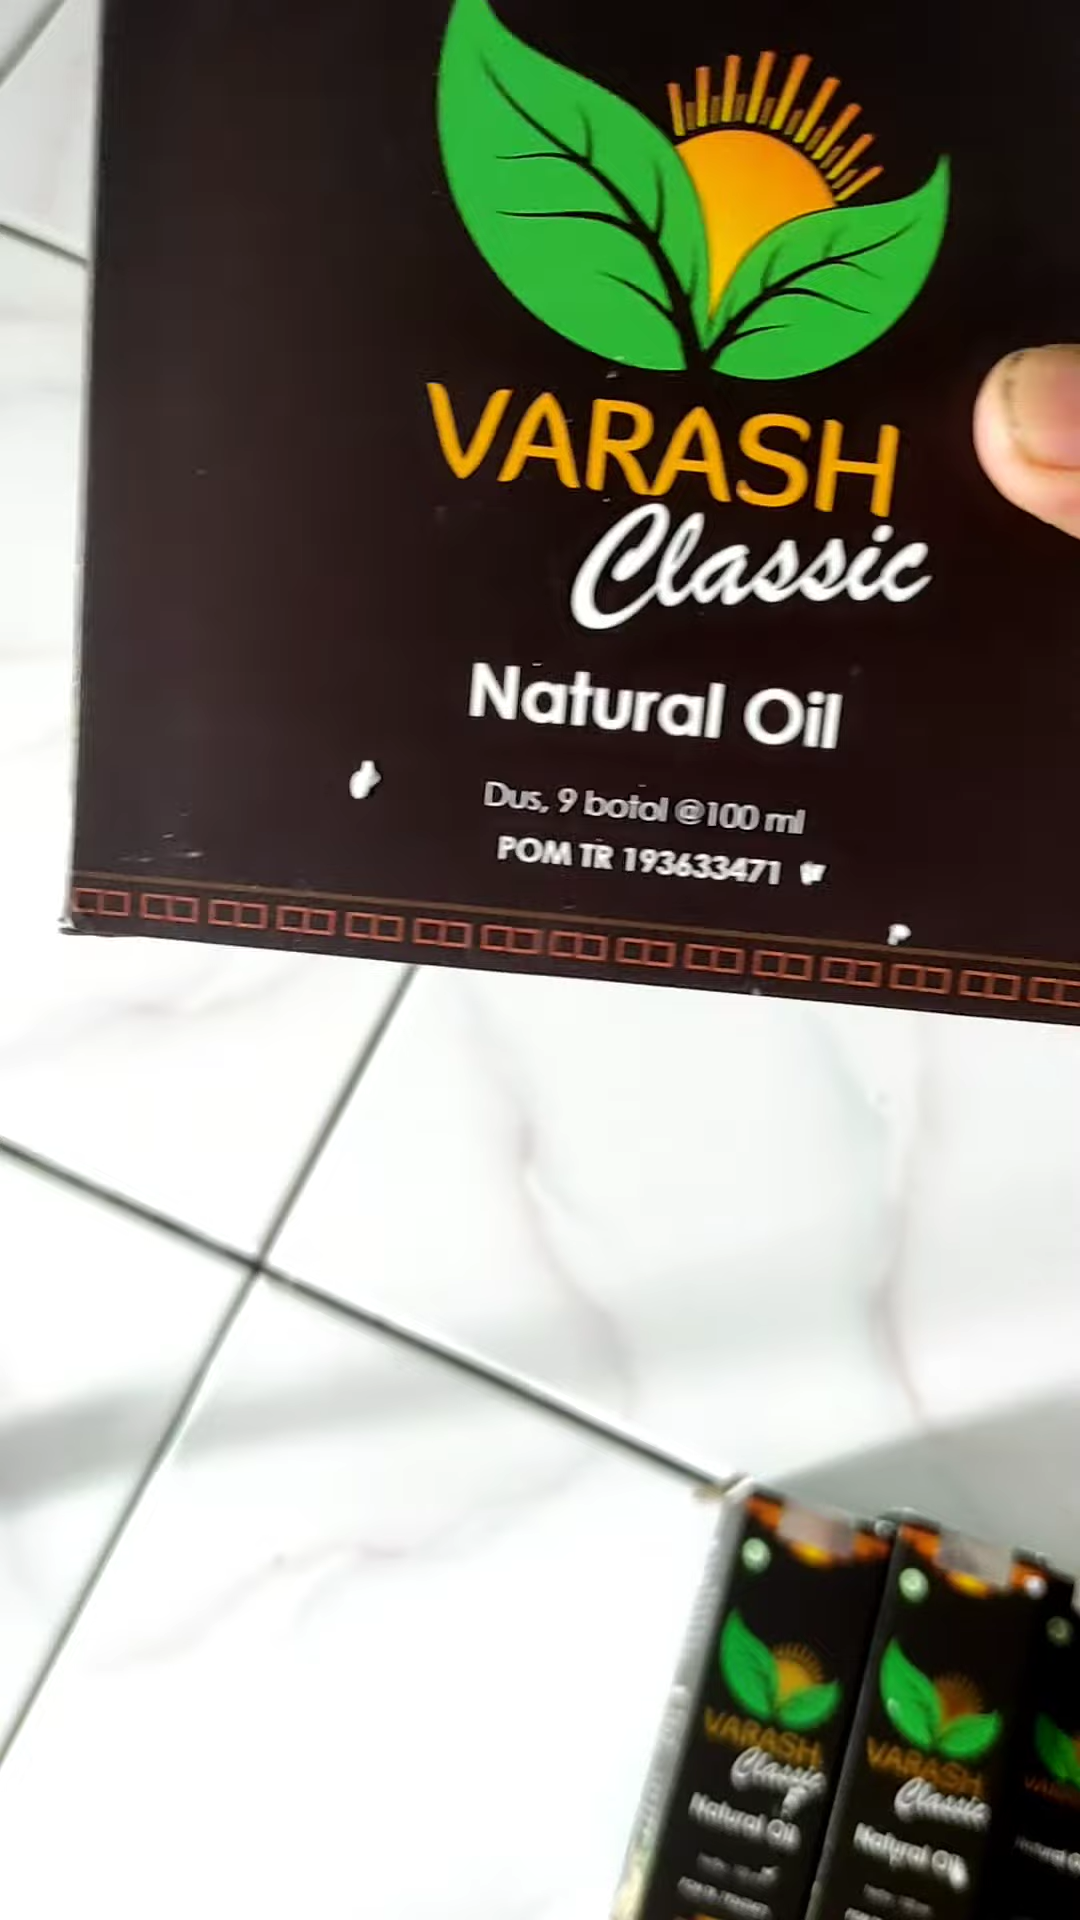 VARASH
Classic
Natural Oil
Dus, 9 botol @100 ml
POM TR 193633471
VARASH
Classic
Natural Oil
VARASH
Classic
Natural Oil